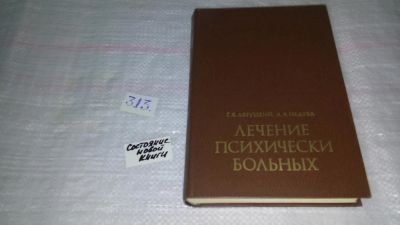 313.
Состояние
новой
книги
Г.Я. АВРУЦКИЙ, А.А. НЕДУВА
ЛЕЧЕНИЕ
ПСИХИЧЕСКИ
БОЛЬНЫХ